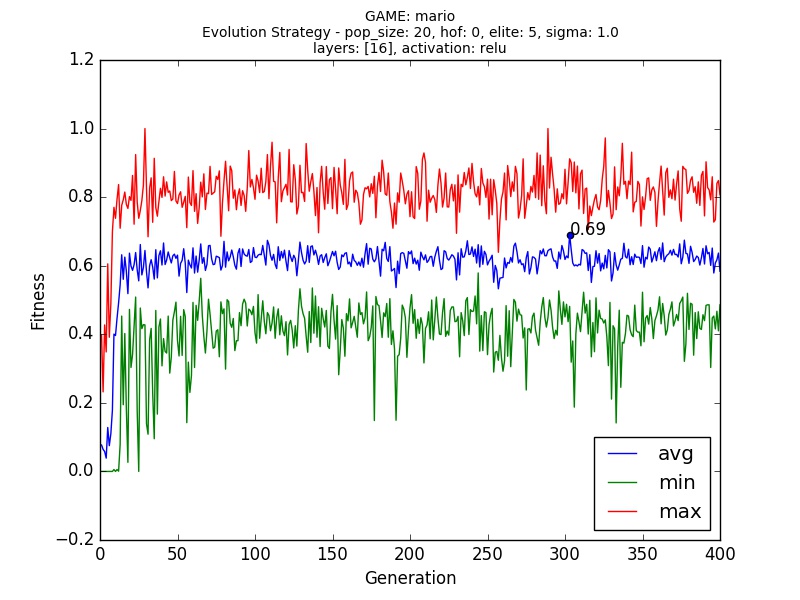 GAME: mario
Evolution Strategy - pop_size: 20, hof: 0, elite: 5, sigma: 1.0
layers: [16], activation: relu
1.2
1.0
0.8
0.6
0.4
0.2
0.0
−0.2
Fitness
0.69
avg
min
max
0 50 100 150 200 250 300 350 400
Generation